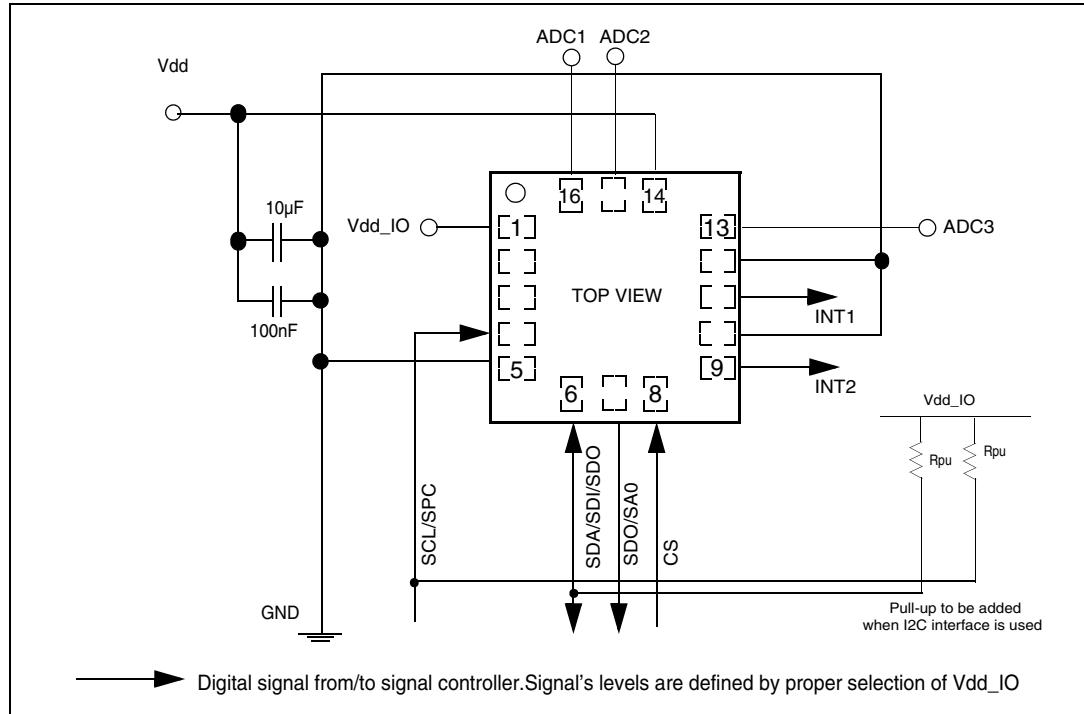 ADC1 ADC2
Vdd
16
14
10µF
Vdd_IO
1
13
ADC3
TOP VIEW
INT1
100nF
5
9
6
8
INT2
Vdd_IO
Rpu
Rpu
SCL/SPC
SDA/SDI/SDO
SDO/SA0
CS
GND
Pull-up to be added
when I2C interface is used
Digital signal from/to signal controller.Signal's levels are defined by proper selection of Vdd_IO